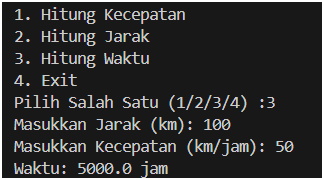 1. Hitung Kecepatan
2. Hitung Jarak
3. Hitung Waktu
4. Exit
Pilih Salah Satu (1/2/3/4) :3
Masukkan Jarak (km): 100
Masukkan Kecepatan (km/jam): 50
Waktu: 5000.0 jam